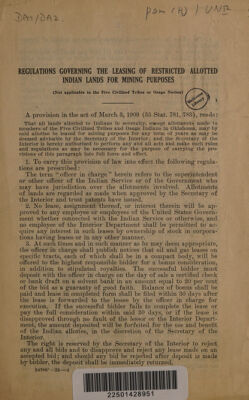 DAY/DAZ
REGULATIONS GOVERNING THE LEASING OF RESTRICTED ALLOTTED
INDIAN LANDS FOR MINING PURPOSES
(Not applicable to the Five Civilized Tribes or Osage Nation)
A provision in the act of March 3, 1909 (35 Stat. 781, 783), reads:
That all lands allotted to Indians in severalty, except allotments made to
members of the Five Civilized Tribes and Osage Indians in Oklahoma, may by
said allottee be leased for mining purposes for any term of years as may be
deemed advisable by the Secretary of the Interior; and the Secretary of the
Interior is hereby authorized to perform any and all acts and make such rules
and regulations as may be necessary for the purpose of carrying the pro-
visions of this paragraph into full force and effect.
1. To carry this provision of law into effect the following regula-
tions are prescribed:
The term "officer in charge" herein refers to the superintendent
or other officer of the Indian Service or of the Government who
may have jurisdiction over the allotments involved. Allotments
of lands are regarded as made when approved by the Secretary of
the Interior and trust patents have issued.
2. No lease, assignment thereof, or interest therein will be ap-
proved to any employee or employees of the United States Govern-
ment whether connected with the Indian Service or otherwise, and
no employee of the Interior Department shall be permitted to ac-
quire any interest in such leases by ownership of stock in corpora-
tions having leases or in any other manner.
3. At such times and in such manner as he may deem appropriate,
the officer in charge shall publish notices that oil and gas leases on
specific tracts, each of which shall be in a compact body, will be
offered to the highest responsible bidder for a bonus consideration,
in addition to stipulated royalties. The successful bidder must
deposit with the officer in charge on the day of sale a certified check
or bank draft on a solvent bank in an amount equal to 20 per cent
of the bid as a guaranty of good faith. Balance of bonus shall be
paid and lease in completed form shall be filed within 30 days after
the lease is forwarded to the lessee by the officer in charge for
execution. If the successful bidder fails to complete the lease or
pay the full consideration within said 30 days, or if the lease is
disapproved through no fault of the lessor or the Interior Depart-
ment, the amount deposited will be forfeited for the use and benefit
of the Indian allottee, in the discretion of the Secretary of the
Interior.
The right is reserved by the Secretary of the Interior to reject
any and all bids and to disapprove and reject any lease made on an
accepted bid; and should any bid be rejected after deposit is made
by bidder, the deposit shall be immediately returned.
22501428951